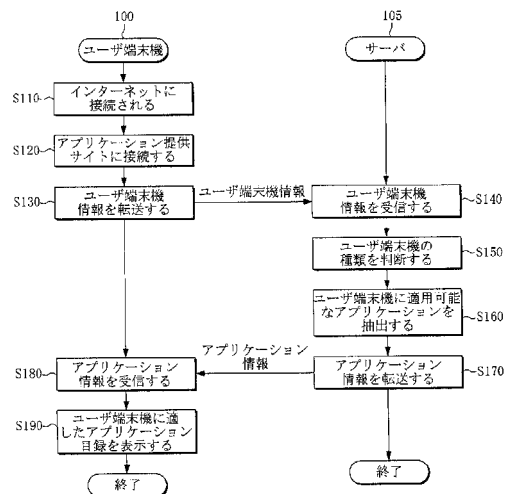 100
ユーザ端末機
105
サーバ
S110
インターネットに
接続される
S120
アプリケーション提供
サイトに接続する
S130
ユーザ端末機
情報を転送する
ユーザ端末機情報
ユーザ端末機
情報を受信する
S140
ユーザ端末機の
種類を判断する
S150
ユーザ端末機に適用可能
なアプリケーションを
抽出する
S160
アプリケーション
情報
アプリケーション
情報を転送する
S170
S180
アプリケーション
情報を受信する
S190
ユーザ端末機に適
したアプリケーション
目録を表示する
終了
終了